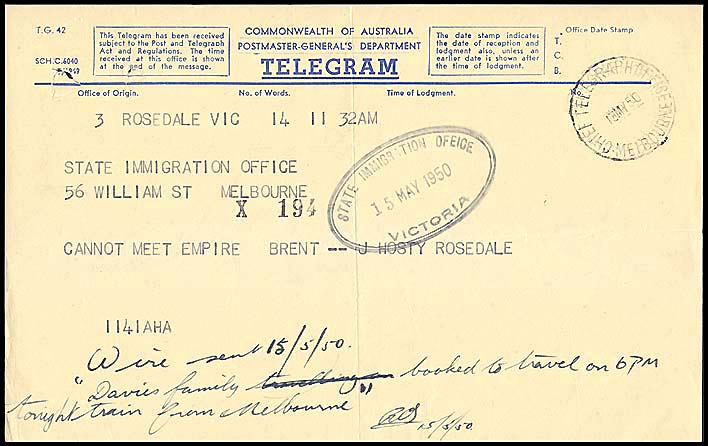 T.G. 42
SCH.C.6040
This Telegram has been received
subject to the Post and Telegraph
Act and Regulations. The time
received at this office is shown
at the end of the message.
COMMONWEALTH OF AUSTRALIA
POSTMASTER-GENERAL'S DEPARTMENT
TELEGRAM
The date stamp indicates
the date of reception and
lodgment also, unless an
earlier date is shown after
the time of lodgment.
Office Date Stamp
T.
C.
B.
CHIEF TELEGRAPH OFFICE
MELBOURNE
Office of Origin.  No. of Words.  Time of Lodgment.
3 ROSEDALE VIC 14 11 32AM
STATE IMMIGRATION OFFICE
56 WILLIAM ST MELBOURNE
X 194
STATE IMMIGRATION OFFICE
15 MAY 1950
VICTORIA
CANNOT MEET EMPIRE BRENT -- J HOSTY ROSEDALE
1141AHA
Wire sent 15/5/50.
"Davies family travelling on booked to travel on 6PM
tonight train from Melbourne"
15/5/50.